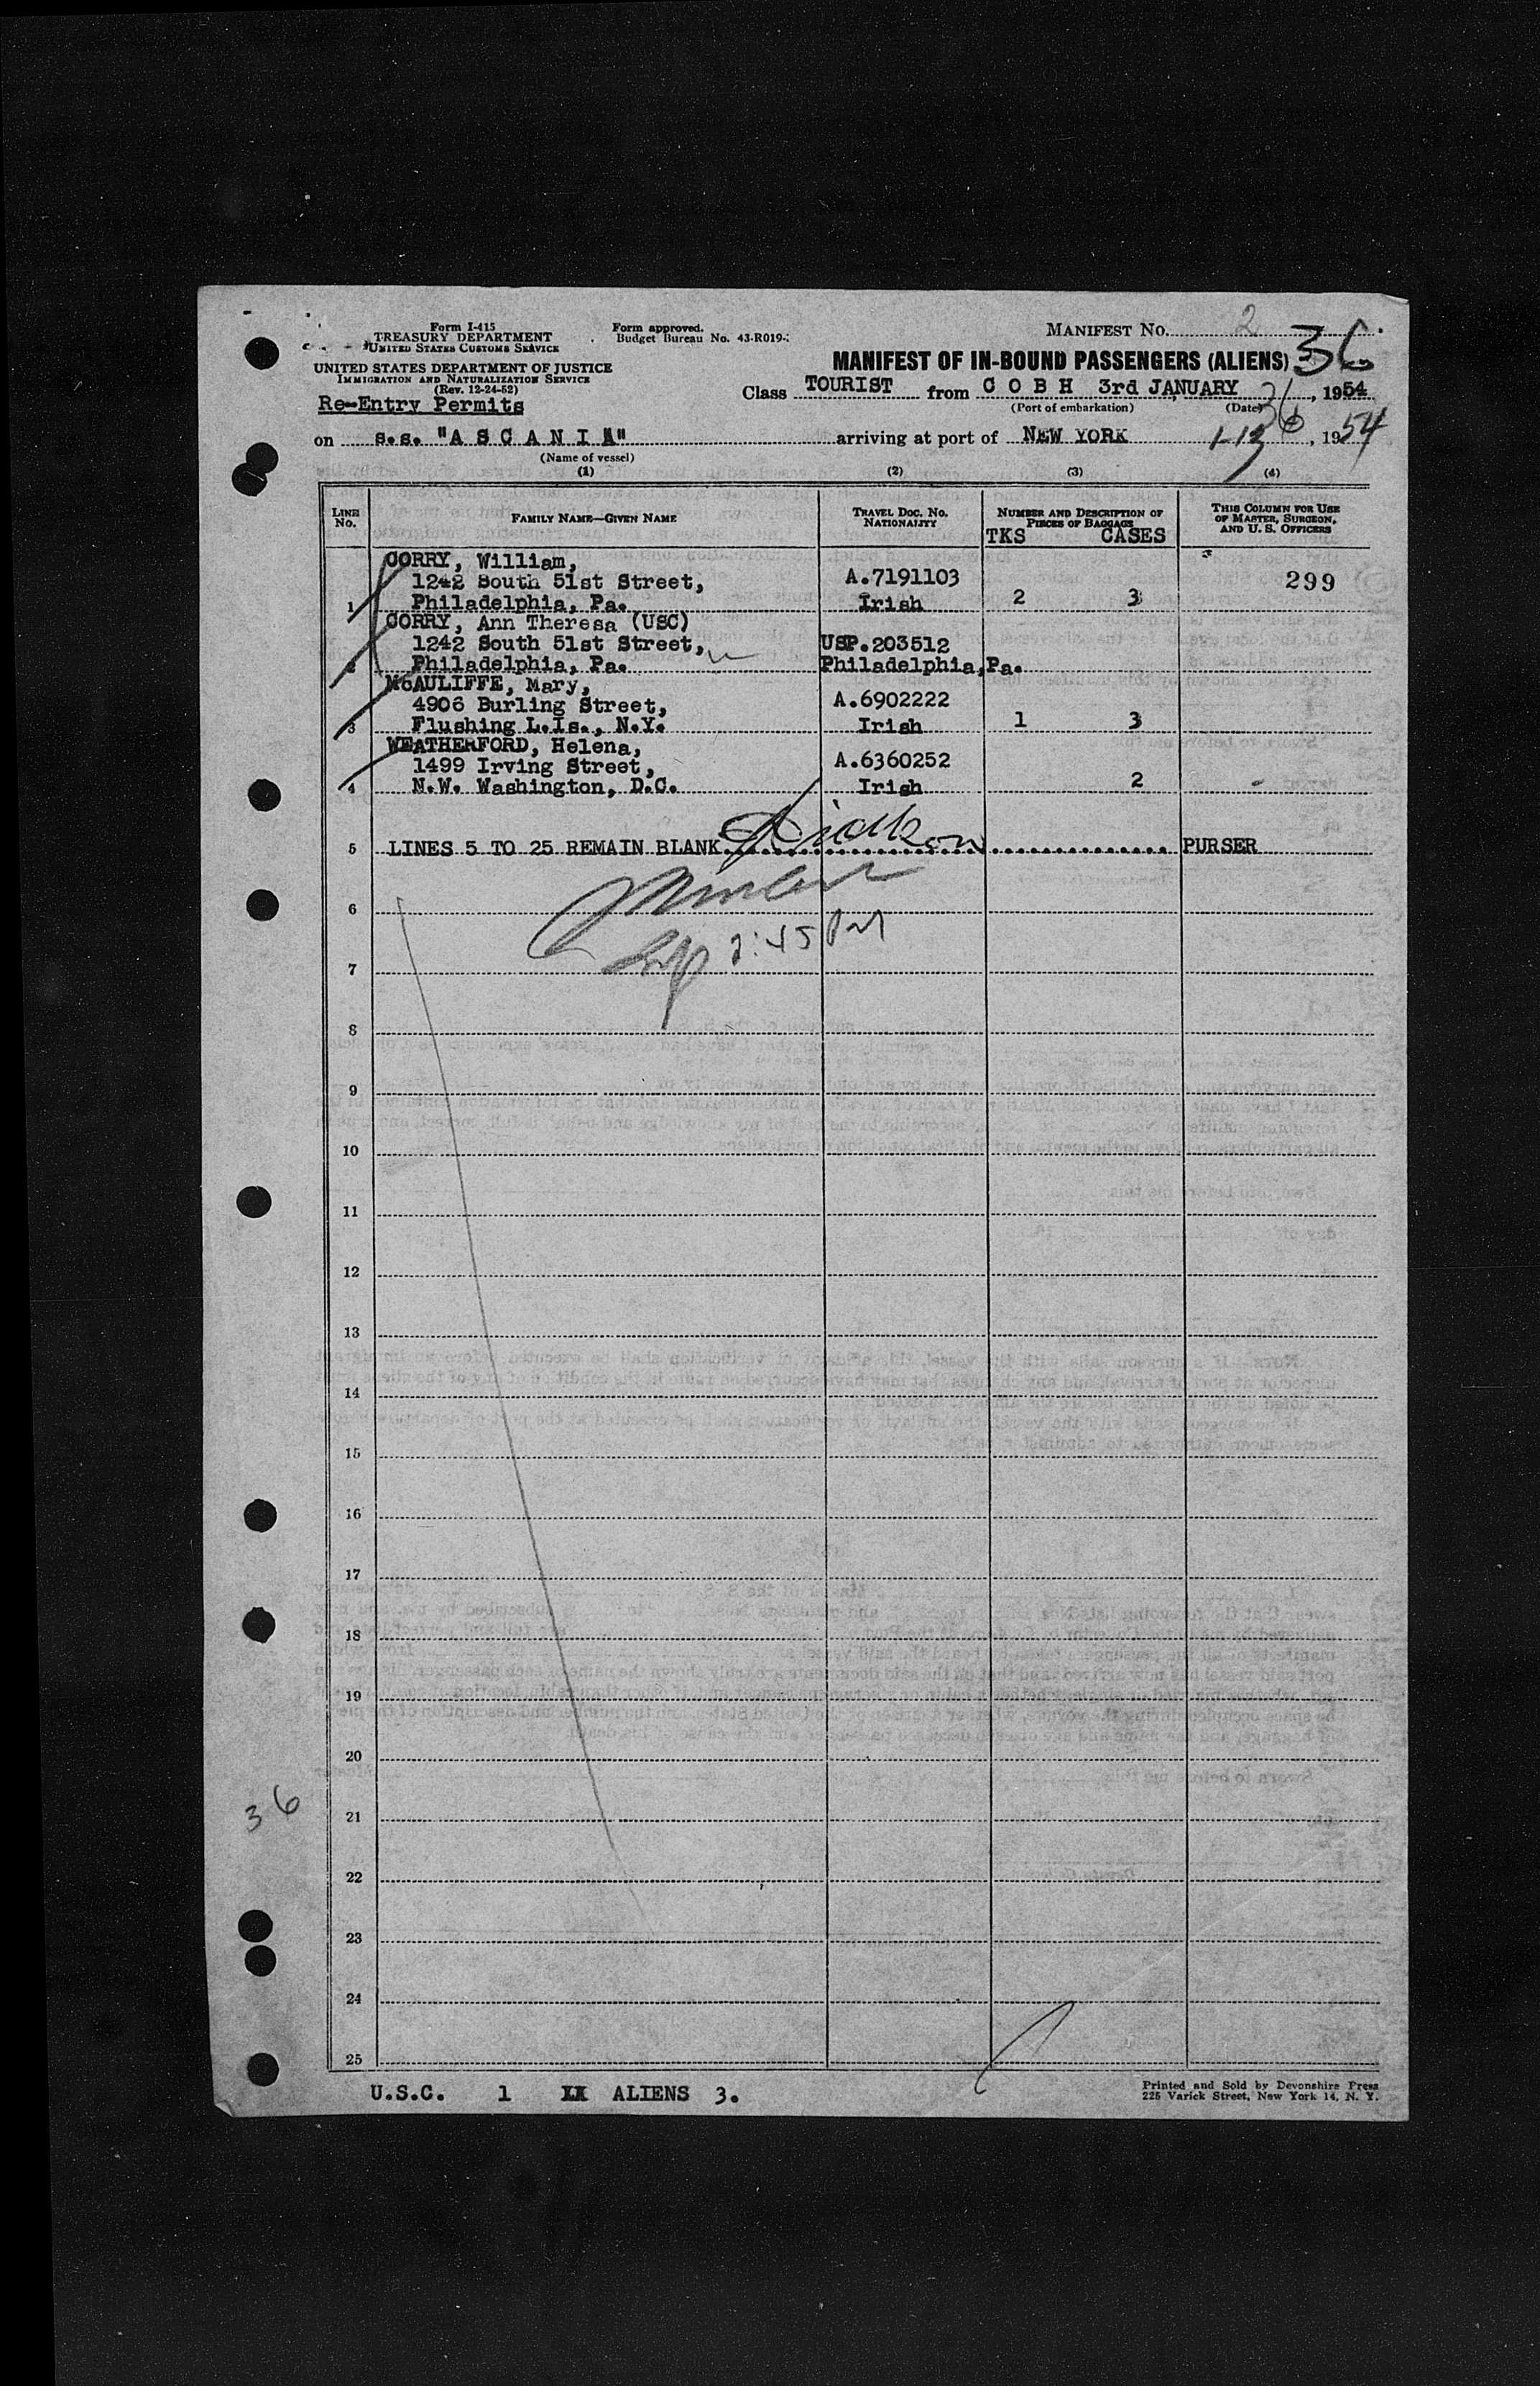 Form I-415
TREASURY DEPARTMENT
UNITED STATES CUSTOMS SERVICE
UNITED STATES DEPARTMENT OF JUSTICE
IMMIGRATION AND NATURALIZATION SERVICE
(Rev. 12-24-52)
Re-Entry Permits
Form approved.
Budget Bureau No. 43-R019-
MANIFEST No. 2
MANIFEST OF IN-BOUND PASSENGERS (ALIENS) 36
Class TOURIST from C O B H 3rd JANUARY, 1954
(Port of embarkation) (Date) 36
on s.s. "A S C A N I A" arriving at port of NEW YORK 1-13, 1954
(Name of vessel)
(1) (2) (3) (4)
LINE No. FAMILY NAME—GIVEN NAME TRAVEL DOC. No. NATIONALITY NUMBER AND DESCRIPTION OF PIECES OF BAGGAGE THIS COLUMN FOR USE OF MASTER, SURGEON, AND U. S. OFFICERS
TKS CASES
CORRY, William,
1242 South 51st Street, A.7191103 299
1 Philadelphia, Pa. Irish 2 3
CORRY, Ann Theresa (USC)
1242 South 51st Street, USP.203512
2 Philadelphia, Pa. Philadelphia,Pa.
McAULIFFE, Mary,
4906 Burling Street, A.6902222
3 Flushing L.Is., N.Y. Irish 1 3
WEATHERFORD, Helena,
1499 Irving Street, A.6360252
4 N.W. Washington, D.C. Irish 2
5 LINES 5 TO 25 REMAIN BLANK PURSER
6
2:45 PM
7
8
9
10
11
12
13
14
15
16
17
18
19
20
36
21
22
23
24
25
U.S.C. 1 ALIENS 3.
Printed and Sold by Devonshire Press
225 Varick Street, New York 14, N. Y.